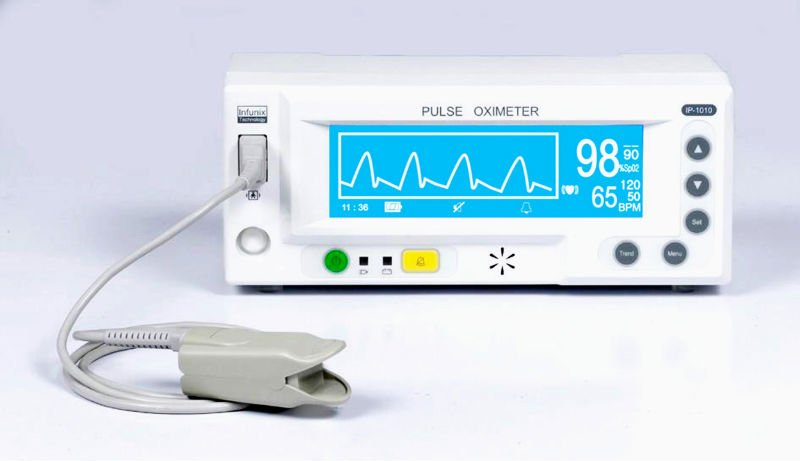 Infunix
Technology
PULSE OXIMETER
IP-1010
98
90
%SpO2
65
120
50
BPM
11 : 36
Set
Trend
Menu